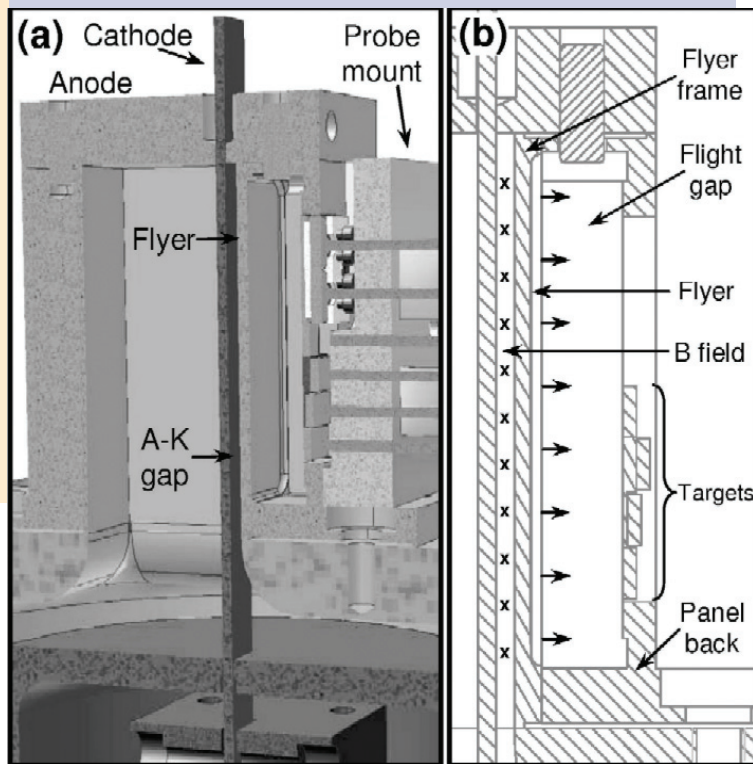 (a)
Cathode
Anode
Probe
mount
Flyer
A-K
gap
(b)
Flyer
frame
Flight
gap
Flyer
B field
Targets
Panel
back
x
x
x
x
x
x
x
x
x
x
x